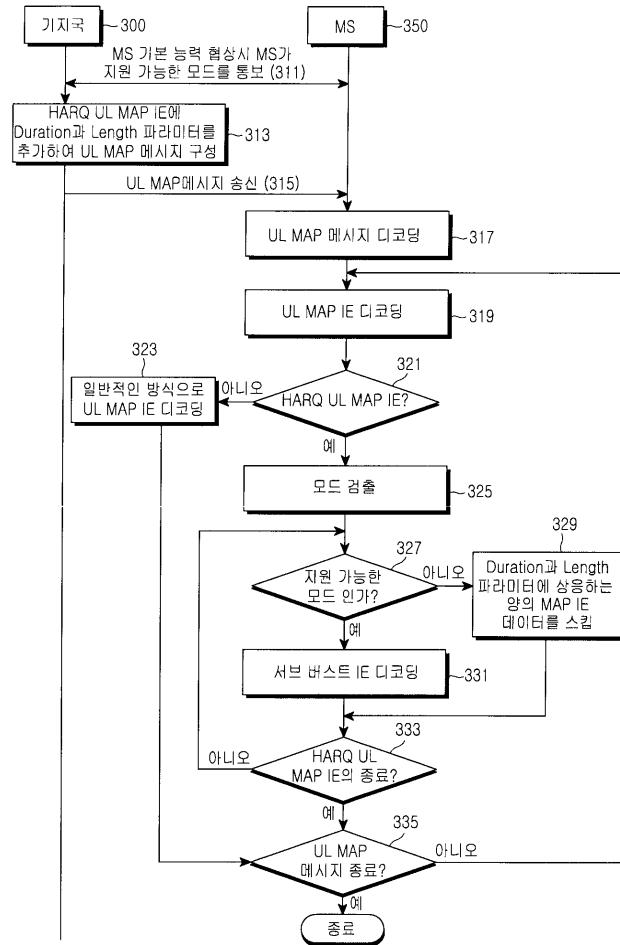 기지국
300
MS
350
MS 기본 능력 협상시 MS가
지원 가능한 모드를 통보 (311)
HARQ UL MAP IE에
Duration과 Length 파라미터를
추가하여 UL MAP 메시지 구성
313
UL MAP메시지 송신 (315)
UL MAP 메시지 디코딩
317
UL MAP IE 디코딩
319
323
일반적인 방식으로
UL MAP IE 디코딩
아니오
321
HARQ UL MAP IE?
예
모드 검출
325
327
지원 가능한
모드 인가?
아니오
329
Duration과 Length
파라미터에 상응하는
양의 MAP IE
데이터를 스킵
예
서브 버스트 IE 디코딩
331
333
아니오
HARQ UL
MAP IE의 종료?
예
335
UL MAP
메시지 종료?
아니오
예
종료